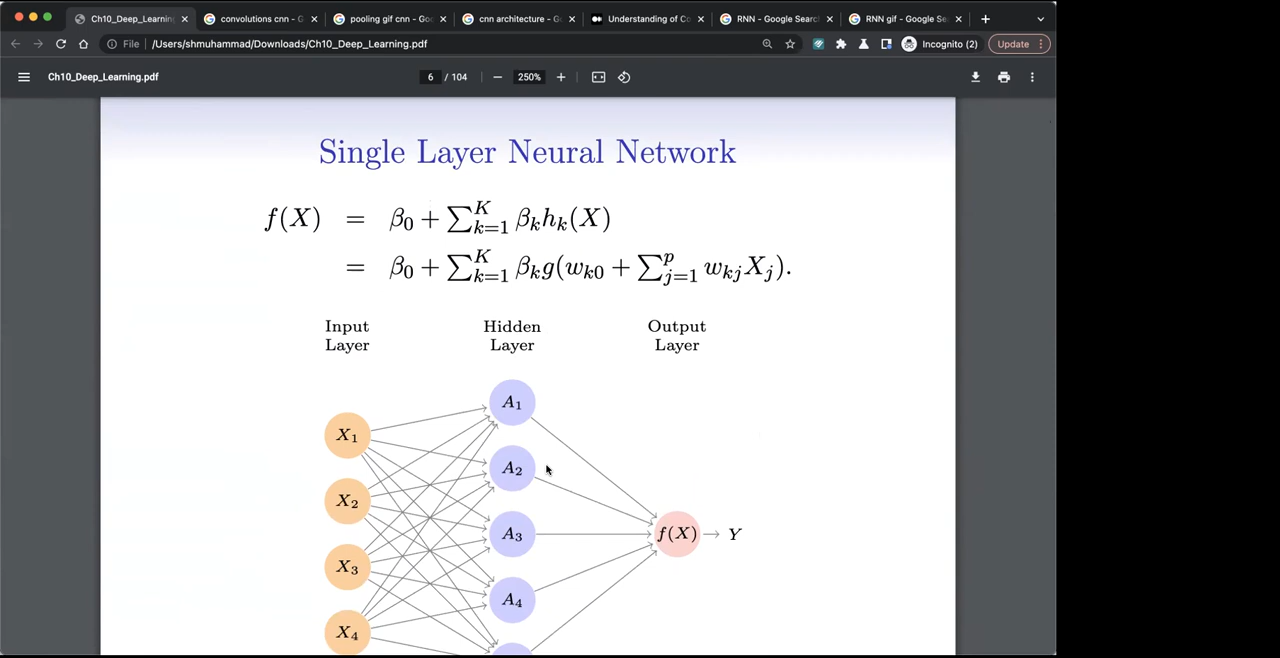 Ch10_Deep_Learning
convolutions cnn - G
pooling gif cnn - Goo
cnn architecture - G
Understanding of Co
RNN - Google Search
RNN gif - Google Se
File /Users/shmuhammad/Downloads/Ch10_Deep_Learning.pdf
Incognito (2)
Update
Ch10_Deep_Learning.pdf
6 / 104
250%
Single Layer Neural Network
f(X) = β₀ + ∑ᴷₖ₌₁ βₖhₖ(X)
= β₀ + ∑ᴷₖ₌₁ βₖg(wₖ₀ + ∑ᵖⱼ₌₁ wₖⱼXⱼ).
Input Layer
Hidden Layer
Output Layer
X₁
X₂
X₃
X₄
A₁
A₂
A₃
A₄
f(X)
Y